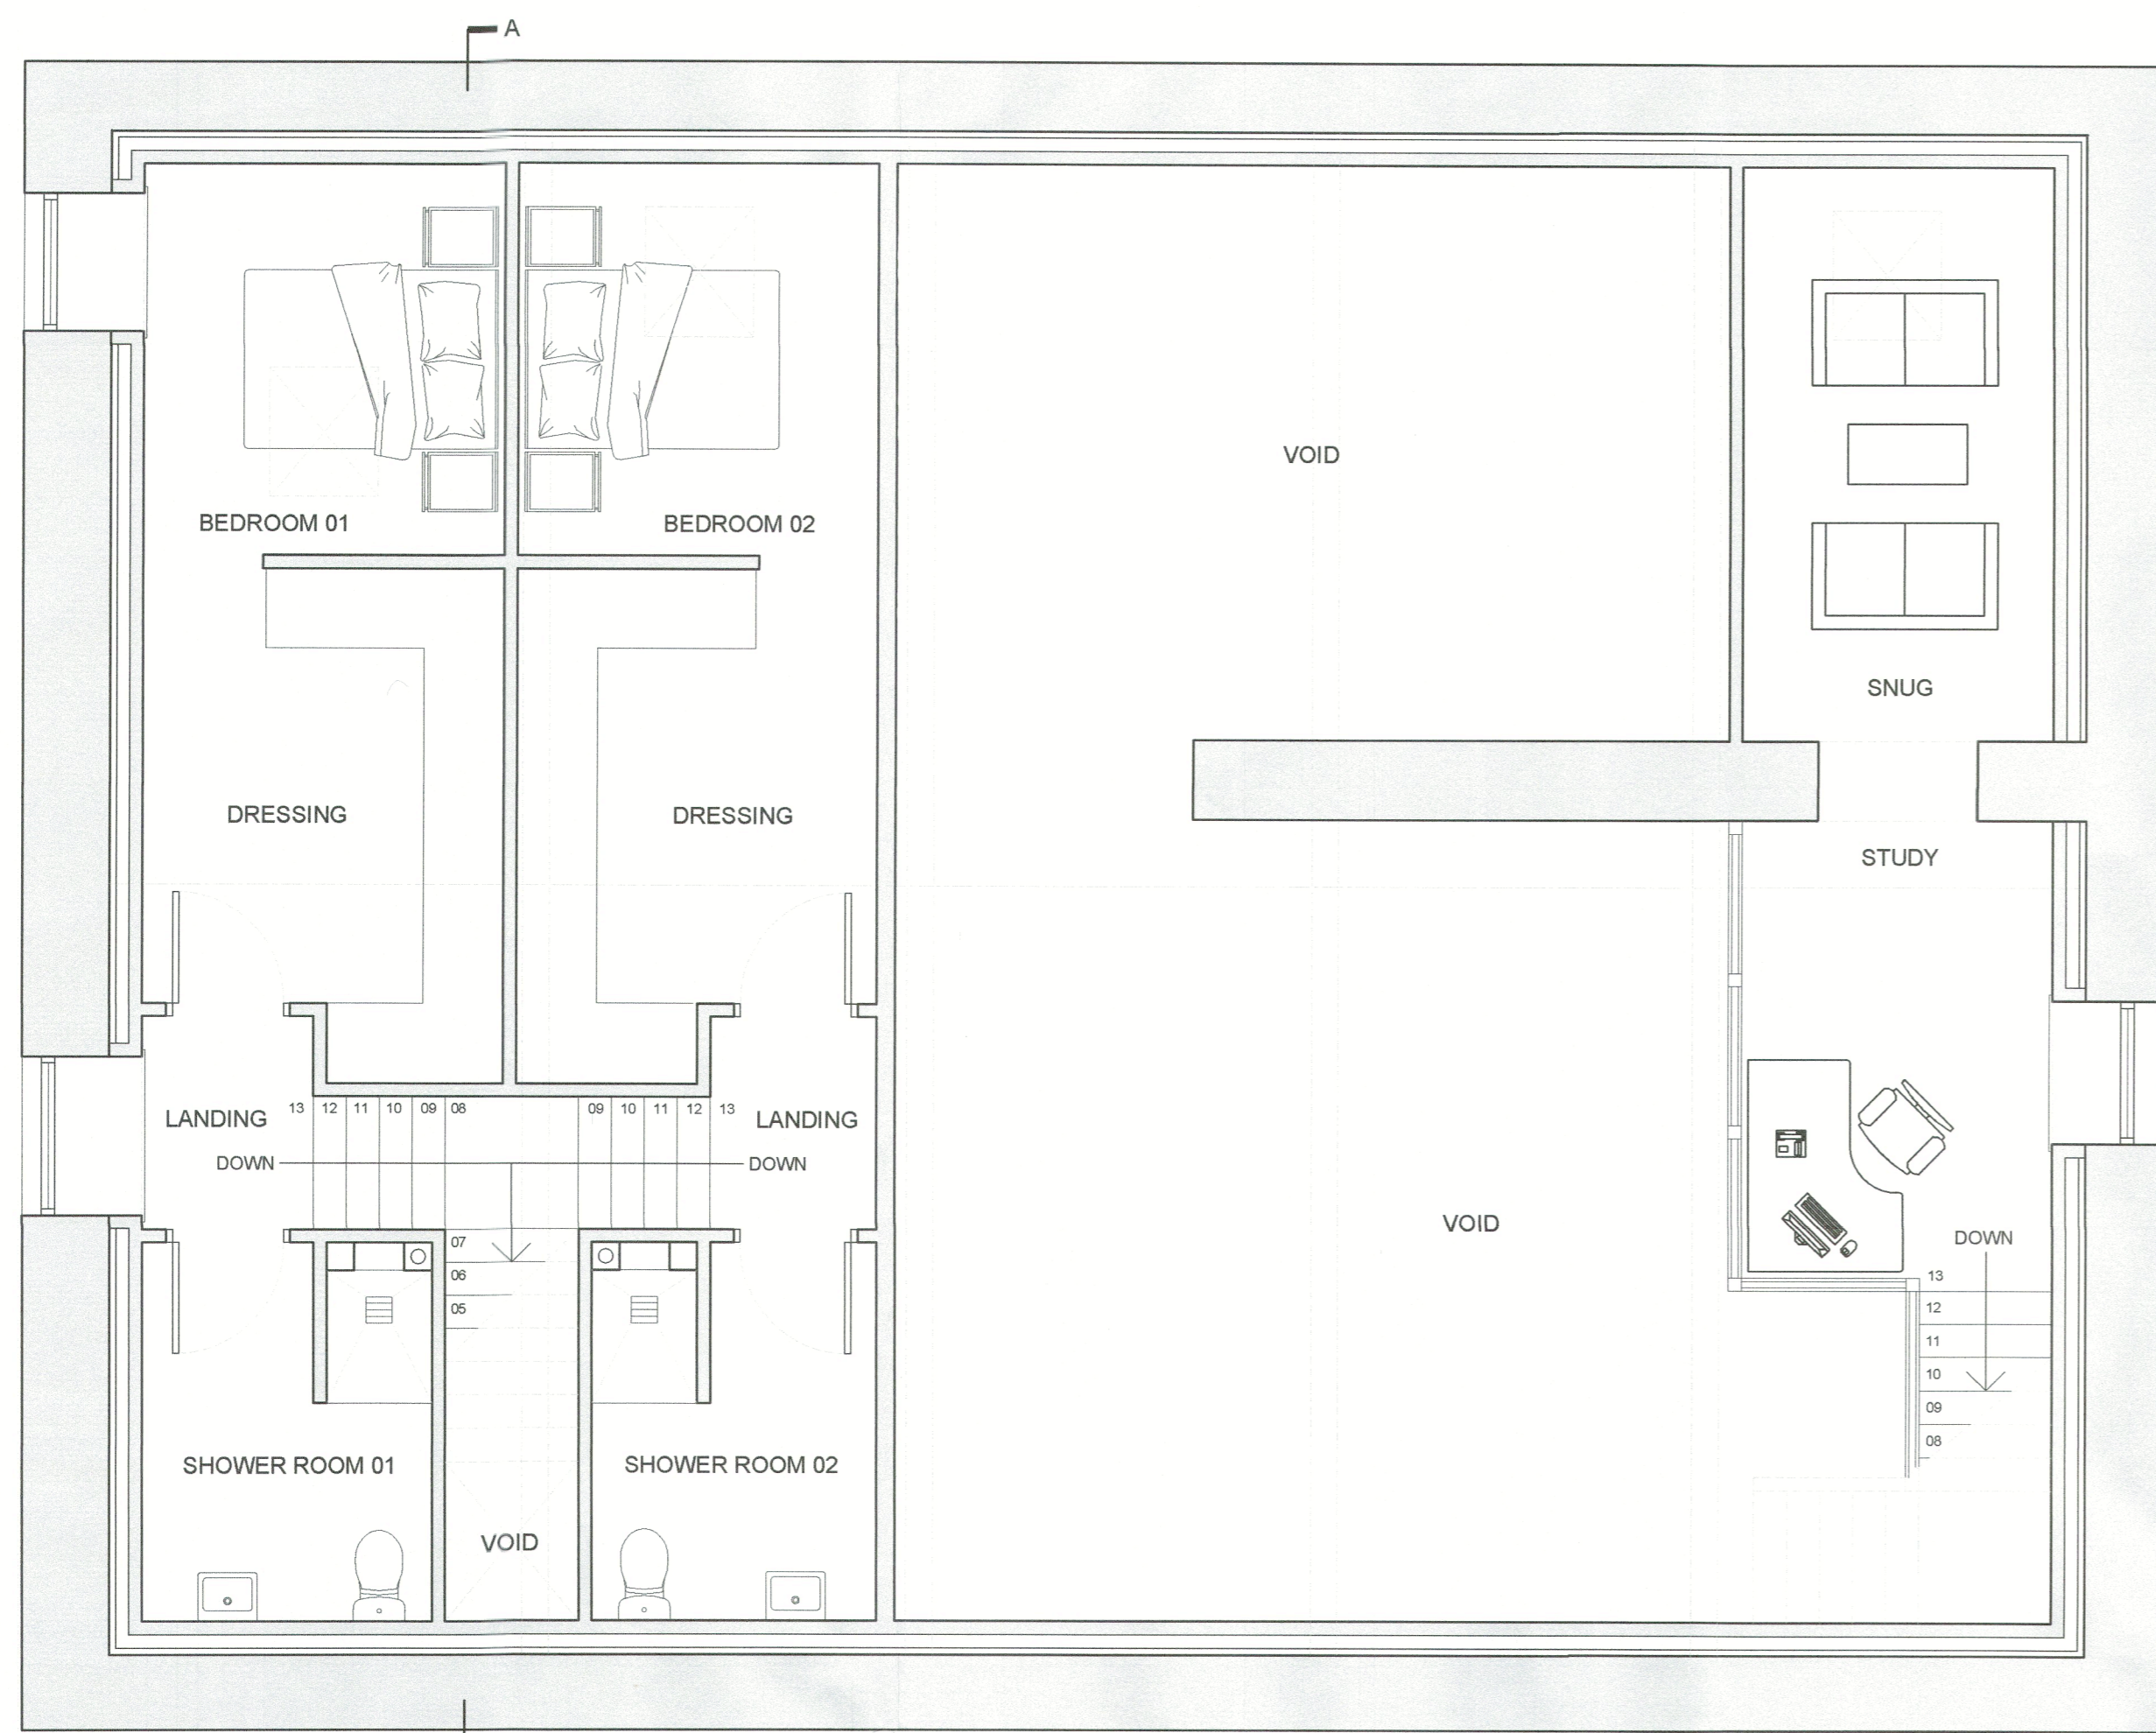 A
VOID
BEDROOM 01
BEDROOM 02
SNUG
DRESSING
DRESSING
STUDY
LANDING
13 12 11 10 09 08
09 10 11 12 13
LANDING
DOWN
DOWN
VOID
DOWN
07
06
05
13
12
11
10
09
08
SHOWER ROOM 01
SHOWER ROOM 02
VOID